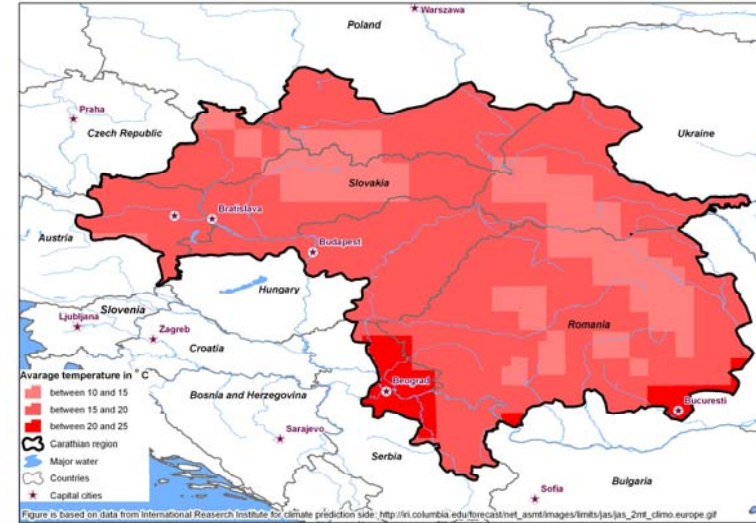 Warszawa
Poland
Praha
Czech Republic
Ukraine
Slovakia
Bratislava
Austria
Budapest
Hungary
Slovenia
Ljubljana
Zagreb
Croatia
Romania
Avarage temperature in °C
between 10 and 15
between 15 and 20
between 20 and 25
Carathian region
Major water
Countries
Capital cities
Bosnia and Herzegovina
Beograd
Bucuresti
Sarajevo
Serbia
Sofia
Bulgaria
Figure is based on data from International Reaserch Institute for climate prediction side: http://iri.columbia.edu/forecast/net_asmt/images/limits/jas/jas_2mt_climo.europe.gif